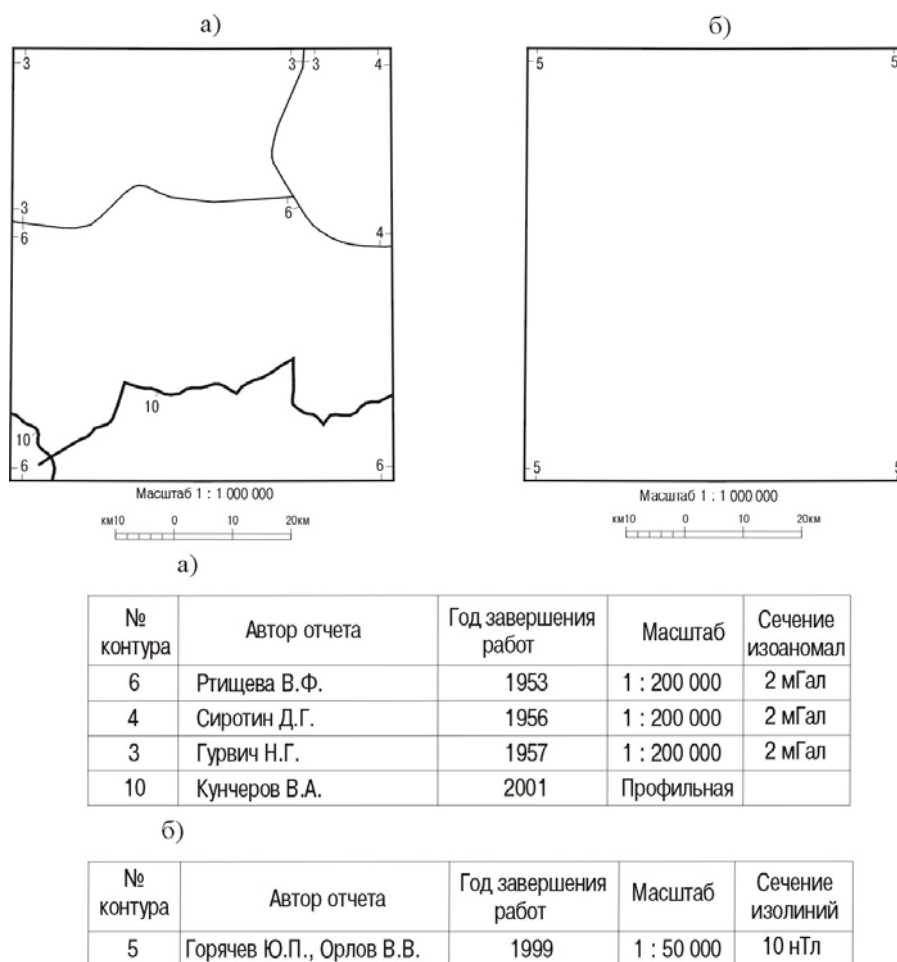 а)
б)
3 3 3 4
5 5
3
6
6 4
10
10
6 6
5 5
Масштаб 1 : 1 000 000
км10 0 10 20км
Масштаб 1 : 1 000 000
км10 0 10 20км
а)
№ контура Автор отчета Год завершения работ Масштаб Сечение изоаномал
6 Ртищева В.Ф. 1953 1 : 200 000 2 мГал
4 Сиротин Д.Г. 1956 1 : 200 000 2 мГал
3 Гурвич Н.Г. 1957 1 : 200 000 2 мГал
10 Кунчеров В.А. 2001 Профильная
б)
№ контура Автор отчета Год завершения работ Масштаб Сечение изолиний
5 Горячев Ю.П., Орлов В.В. 1999 1 : 50 000 10 нТл